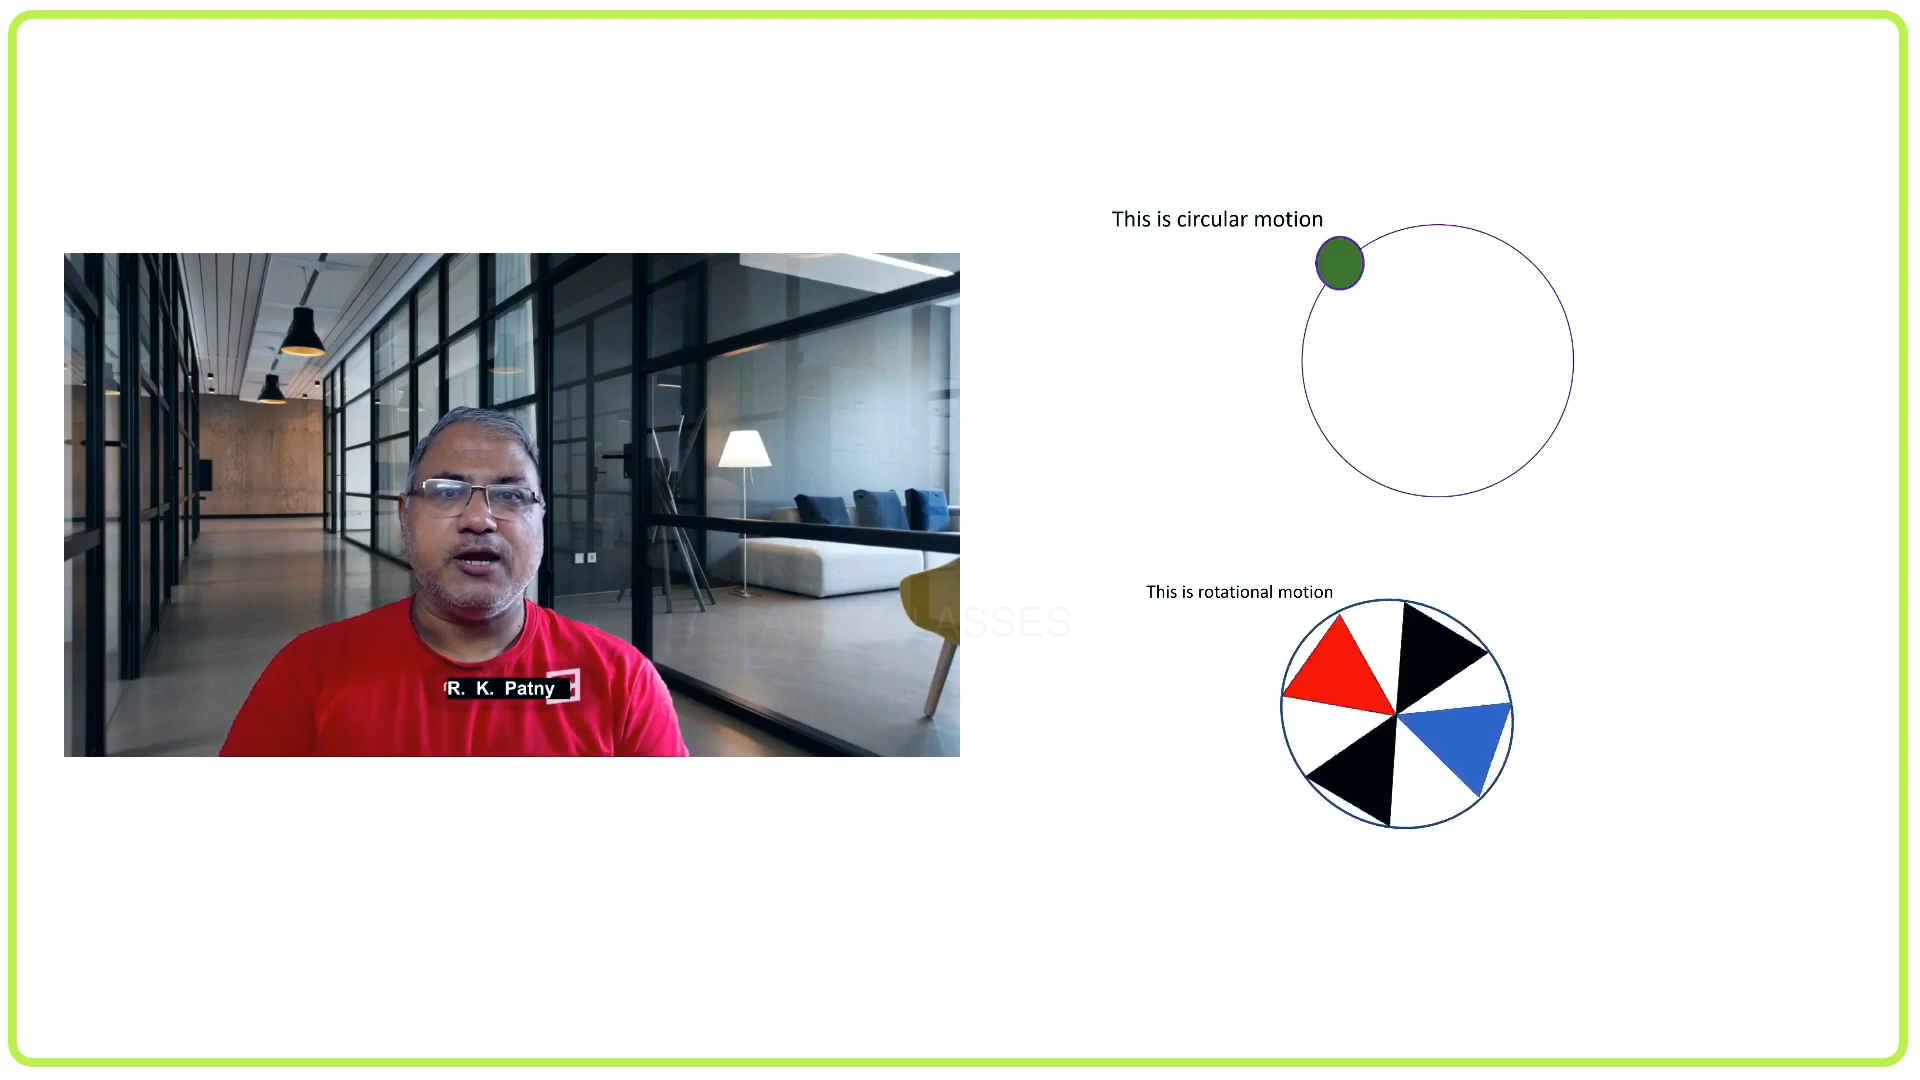 This is circular motion
R. K. Patny
This is rotational motion